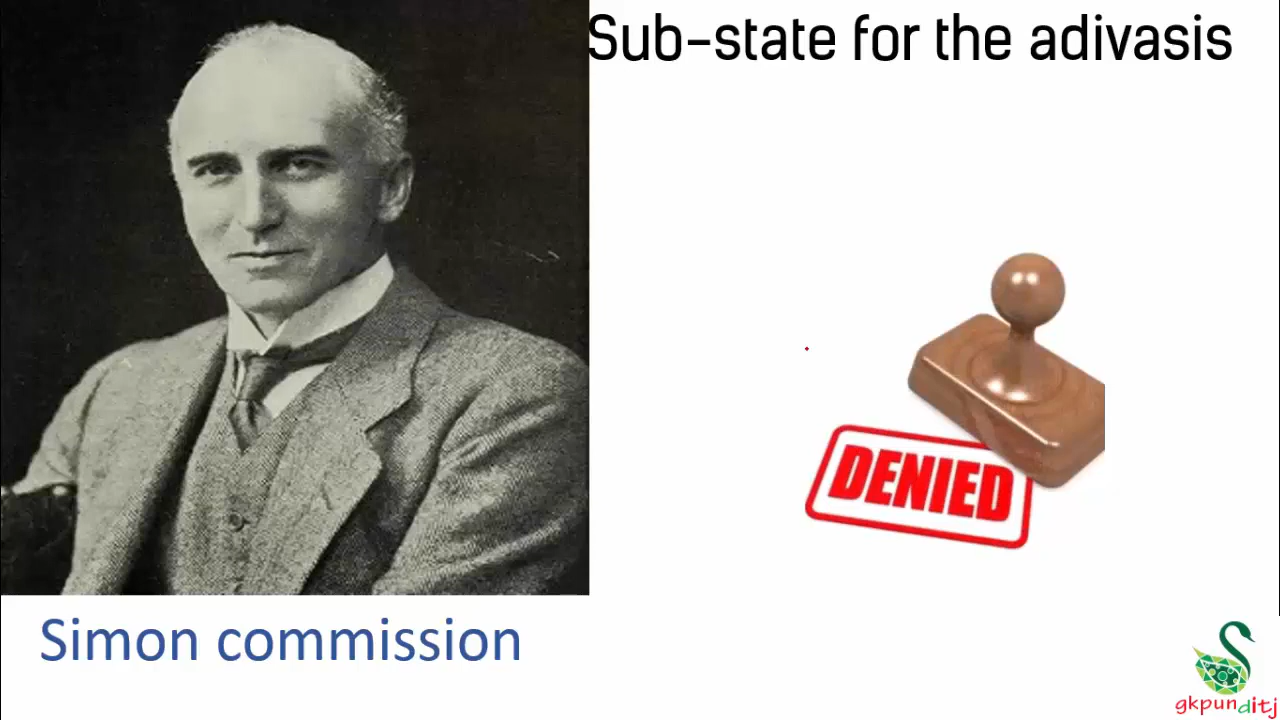 Sub-state for the adivasis
DENIED
Simon commission
gkpunditj